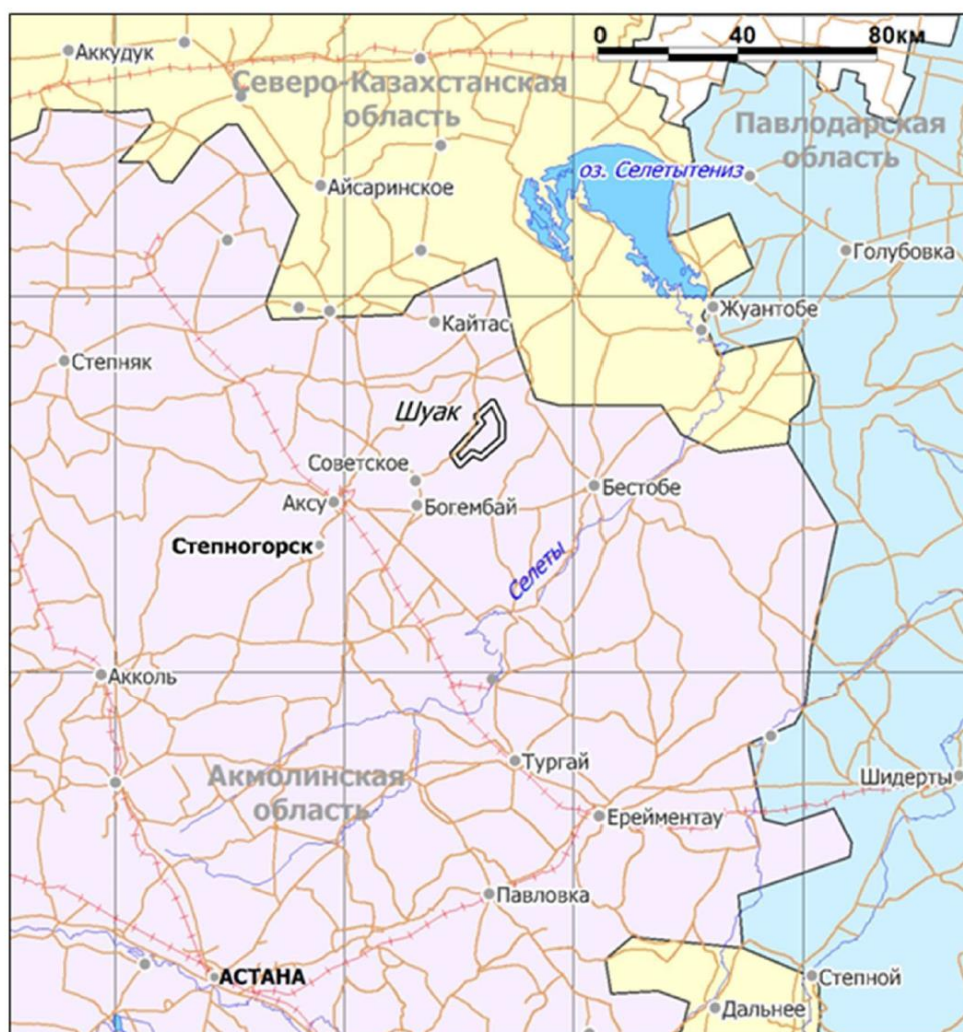 0 40 80км
Аккудук
Северо-Казахстанская
область
Павлодарская
область
оз. Селетытениз
Айсаринское
Голубовка
Жуантобе
Кайтас
Степняк
Шуак
Советское
Бестобе
Аксу
Богембай
Степногорск
Селеты
Акколь
Тургай
Акмолинская
область
Шидерты
Ерейментау
Павловка
АСТАНА
Степной
Дальнее